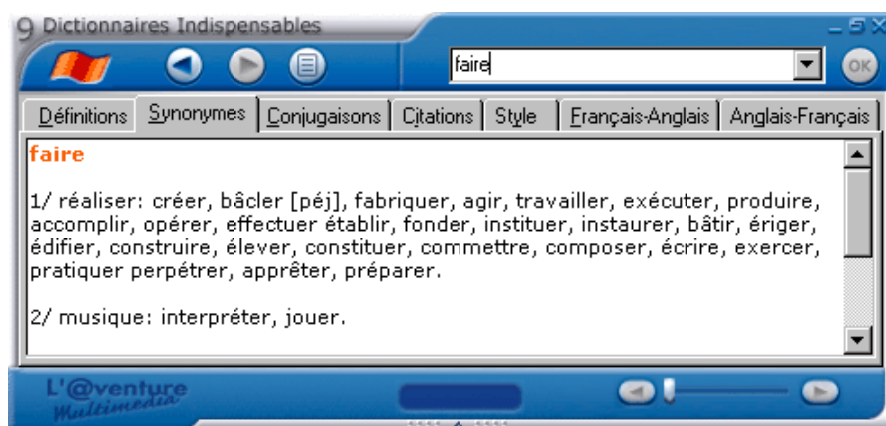 9 Dictionnaires Indispensables
faire
OK
Définitions Synonymes Conjugaisons Citations Style Français-Anglais Anglais-Français
faire
1/ réaliser: créer, bâcler [péj], fabriquer, agir, travailler, exécuter, produire,
accomplir, opérer, effectuer établir, fonder, instituer, instaurer, bâtir, ériger,
édifier, construire, élever, constituer, commettre, composer, écrire, exercer,
pratiquer perpétrer, apprêter, préparer.
2/ musique: interpréter, jouer.
L'@venture
Multimedia